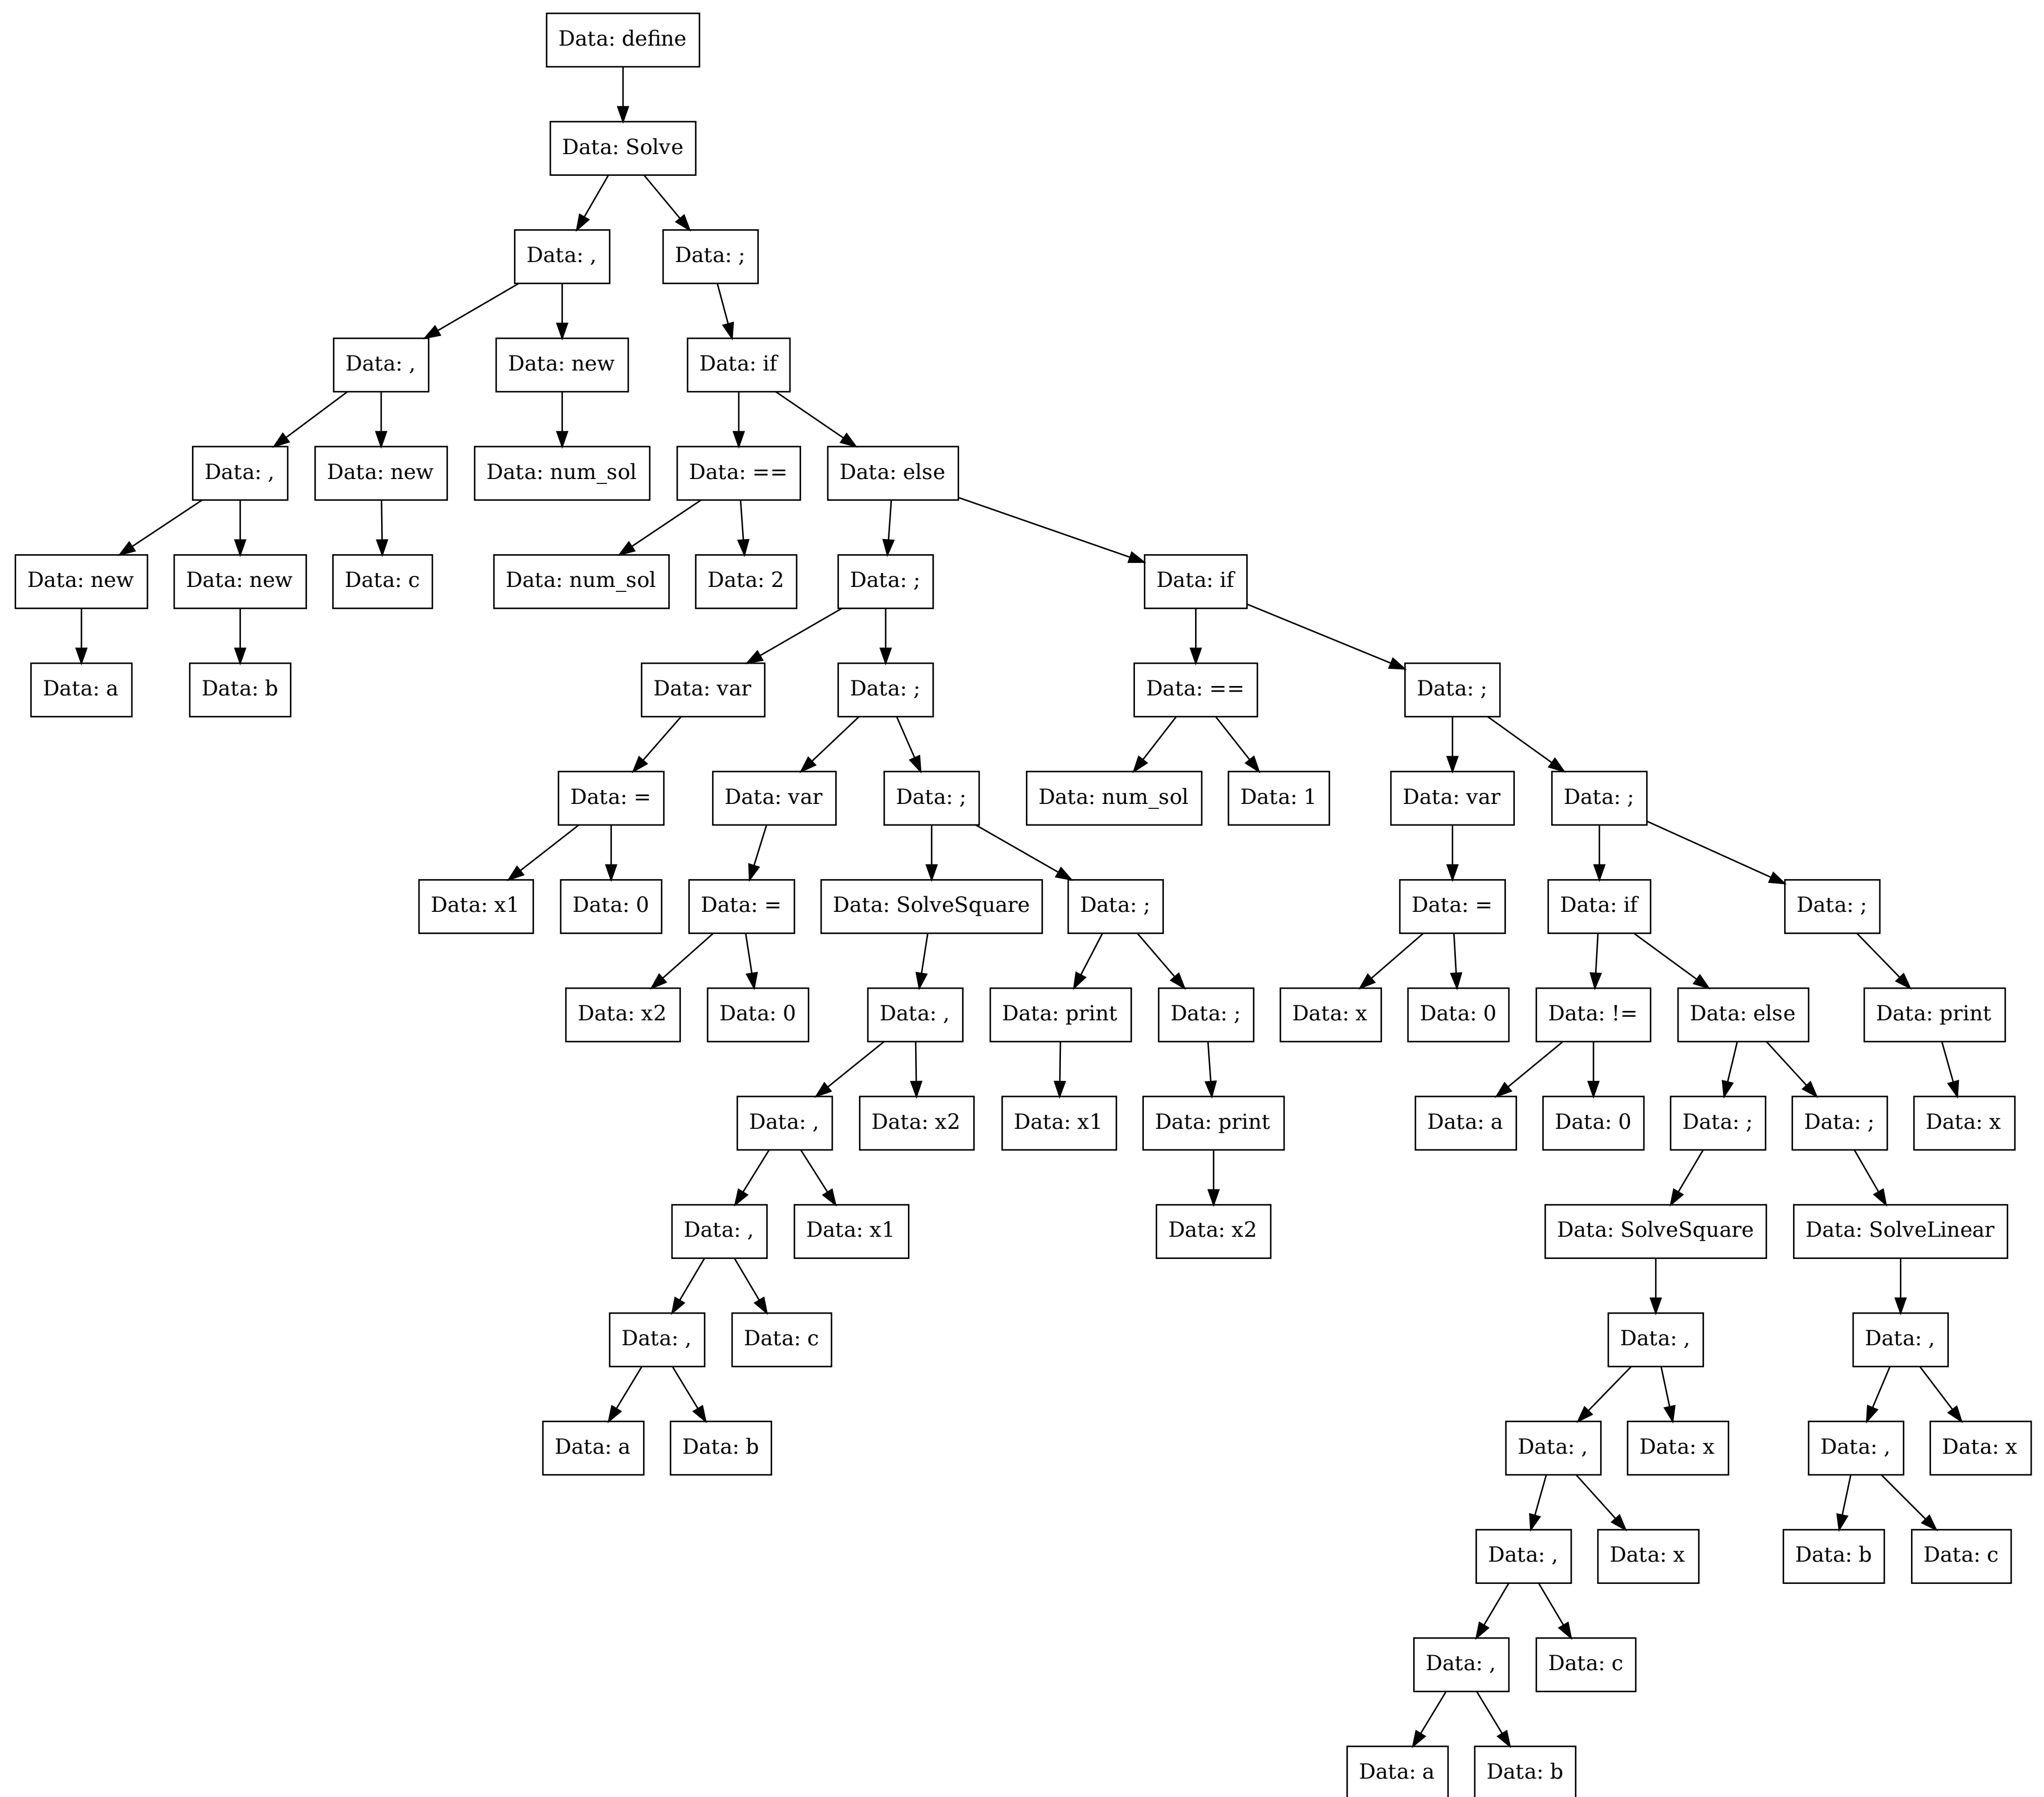 Data: define
Data: Solve
Data: ,
Data: ;
Data: ,
Data: new
Data: if
Data: ,
Data: new
Data: num_sol
Data: ==
Data: else
Data: new
Data: new
Data: c
Data: num_sol
Data: 2
Data: ;
Data: if
Data: a
Data: b
Data: var
Data: ;
Data: ==
Data: ;
Data: =
Data: var
Data: ;
Data: num_sol
Data: 1
Data: var
Data: ;
Data: x1
Data: 0
Data: =
Data: SolveSquare
Data: ;
Data: =
Data: if
Data: ;
Data: x2
Data: 0
Data: ,
Data: print
Data: ;
Data: x
Data: 0
Data: !=
Data: else
Data: print
Data: ,
Data: x2
Data: x1
Data: print
Data: a
Data: 0
Data: ;
Data: ;
Data: x
Data: ,
Data: x1
Data: x2
Data: SolveSquare
Data: SolveLinear
Data: ,
Data: c
Data: ,
Data: ,
Data: a
Data: b
Data: ,
Data: x
Data: ,
Data: x
Data: ,
Data: x
Data: b
Data: c
Data: ,
Data: c
Data: a
Data: b